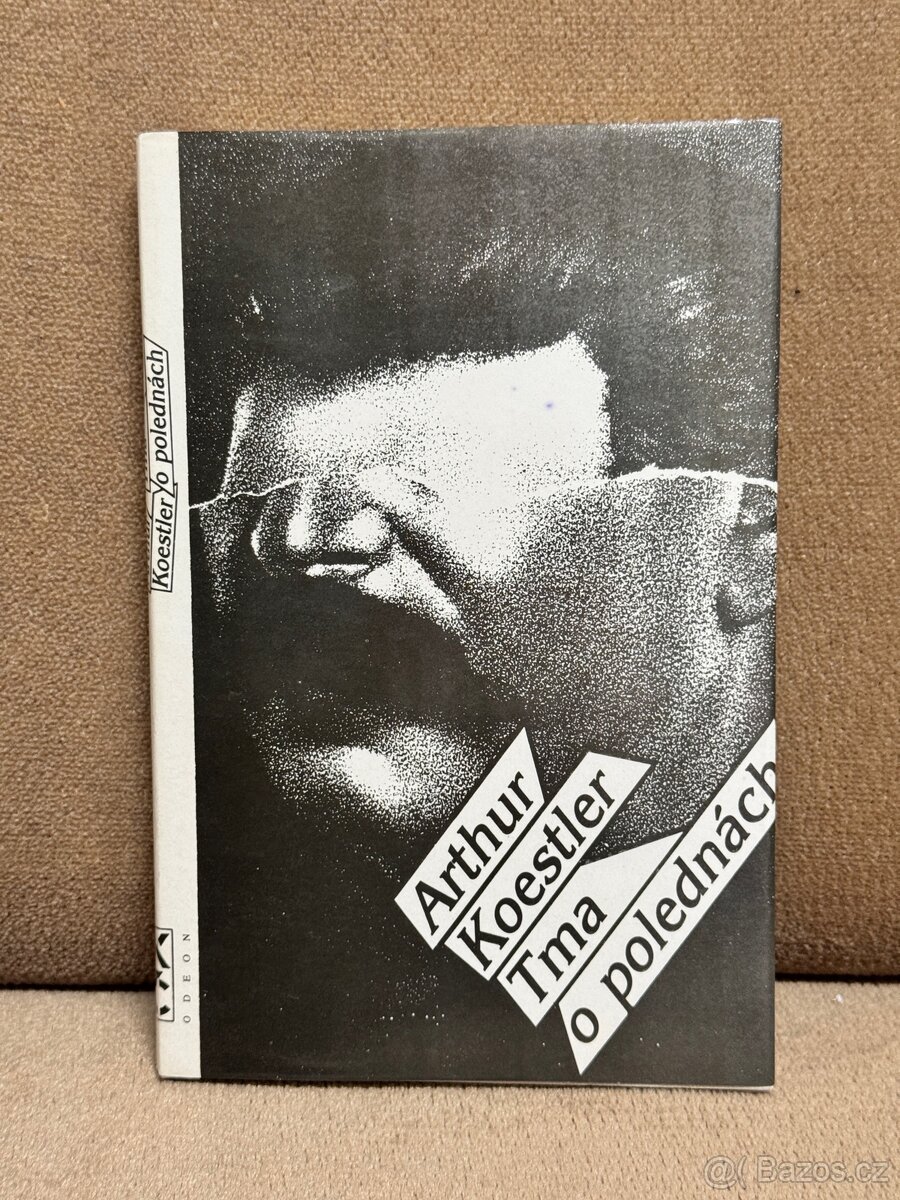 Arthur
Koestler
Tma
o polednách
Koestler
o polednách
ODEON
@ Bazos.cz